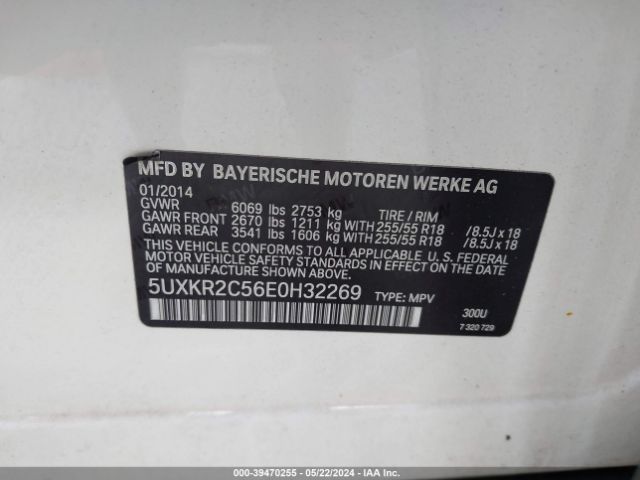 MFD BY BAYERISCHE MOTOREN WERKE AG
01/2014
GVWR 6069 lbs 2753 kg TIRE / RIM
GAWR FRONT 2670 lbs 1211 kg WITH 255/55 R18 /8.5J x 18
GAWR REAR 3541 lbs 1606 kg WITH 255/55 R18 /8.5J x 18
THIS VEHICLE CONFORMS TO ALL APPLICABLE U.S. FEDERAL
MOTOR VEHICLE SAFETY STANDARDS IN
EFFECT ON THE DATE OF MANUFACTURE SHOWN ABOVE.
5UXKR2C56E0H32269 TYPE: MPV
300U
7 320 729
000-39470255 - 05/22/2024 - IAA Inc.